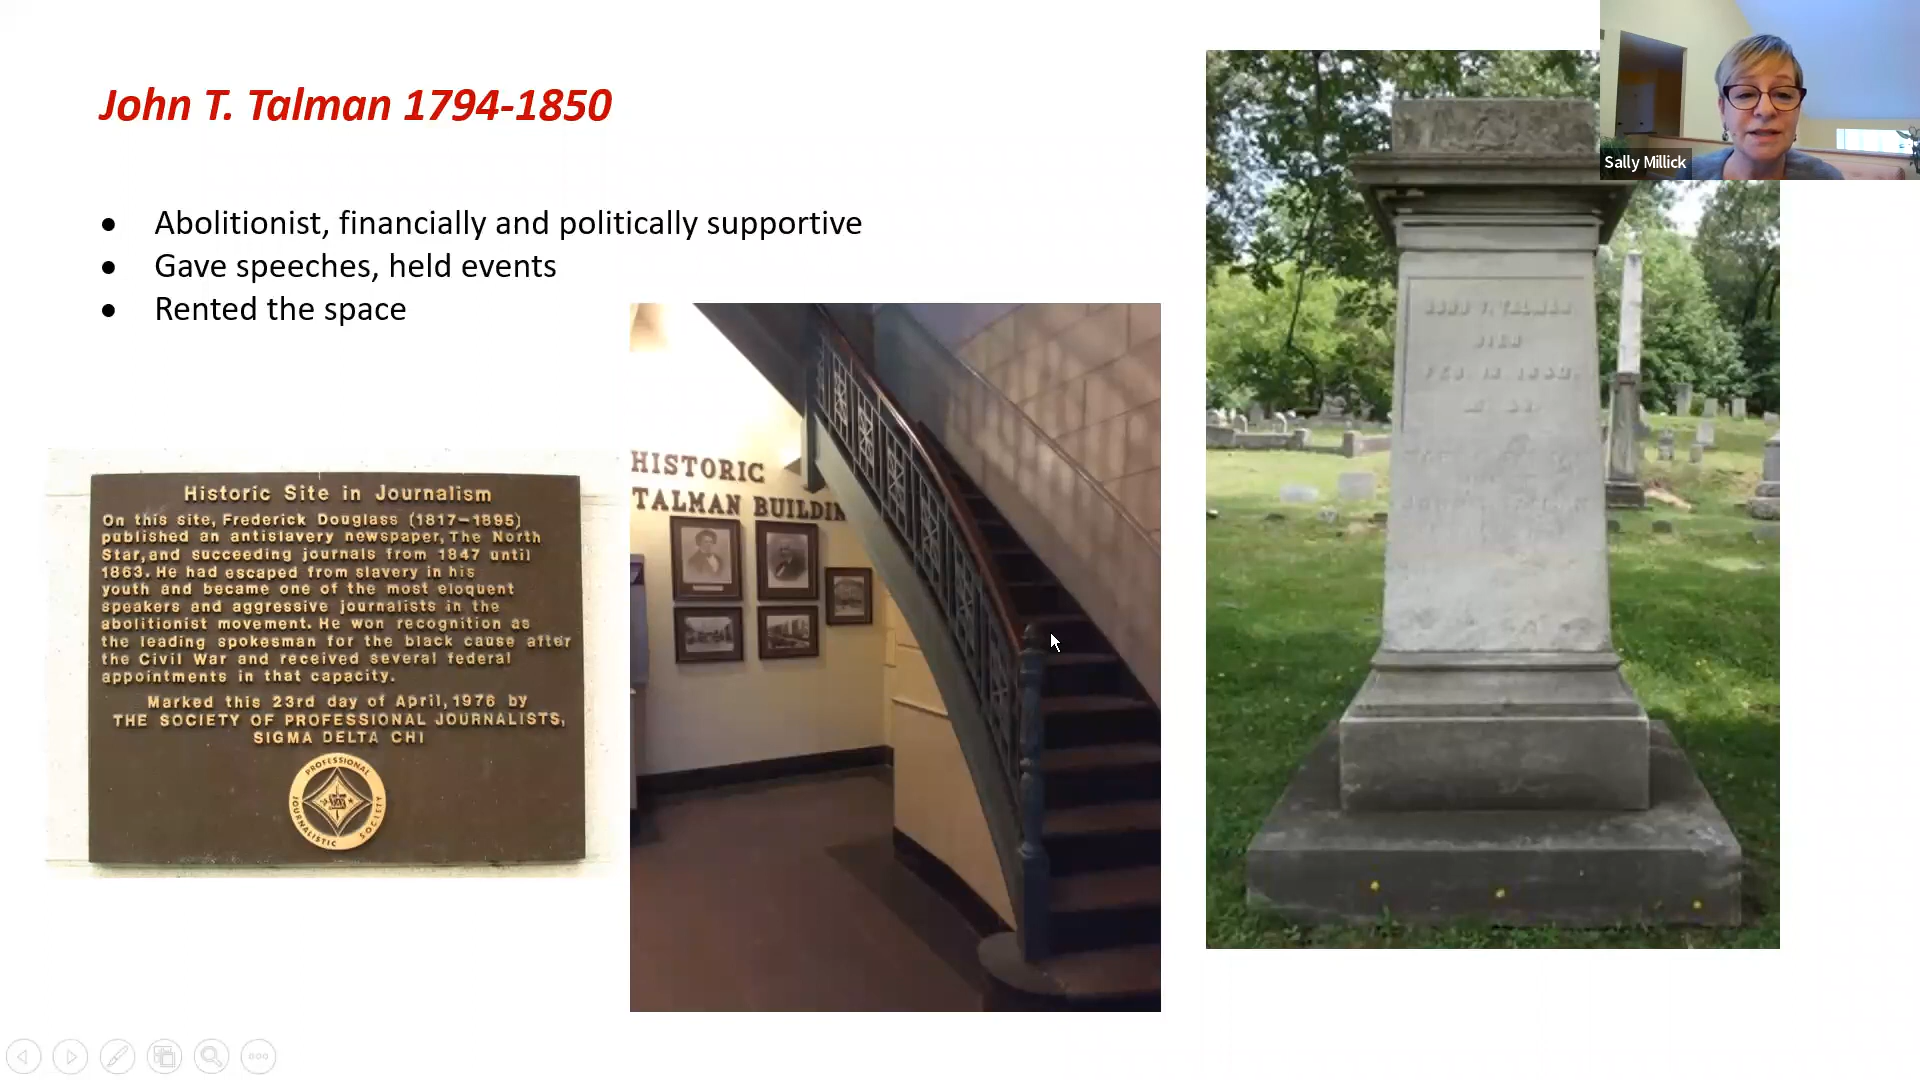 John T. Talman 1794-1850
Sally Millick
● Abolitionist, financially and politically supportive
● Gave speeches, held events
● Rented the space
Historic Site in Journalism
On this site, Frederick Douglass (1817-1895)
published an antislavery newspaper, The North
Star, and succeeding journals from 1847 until
1863. He had escaped from slavery in his
youth and became one of the most eloquent
speakers and aggressive journalists in the
abolitionist movement. He won recognition as
the leading spokesman for the black cause after
the Civil War and received several federal
appointments in that capacity.
Marked this 23rd day of April, 1976 by
THE SOCIETY OF PROFESSIONAL JOURNALISTS,
SIGMA DELTA CHI
PROFESSIONAL
JOURNALISTIC SOCIETY
HISTORIC
TALMAN BUILDIN
JOHN T. TALMAN
DIED